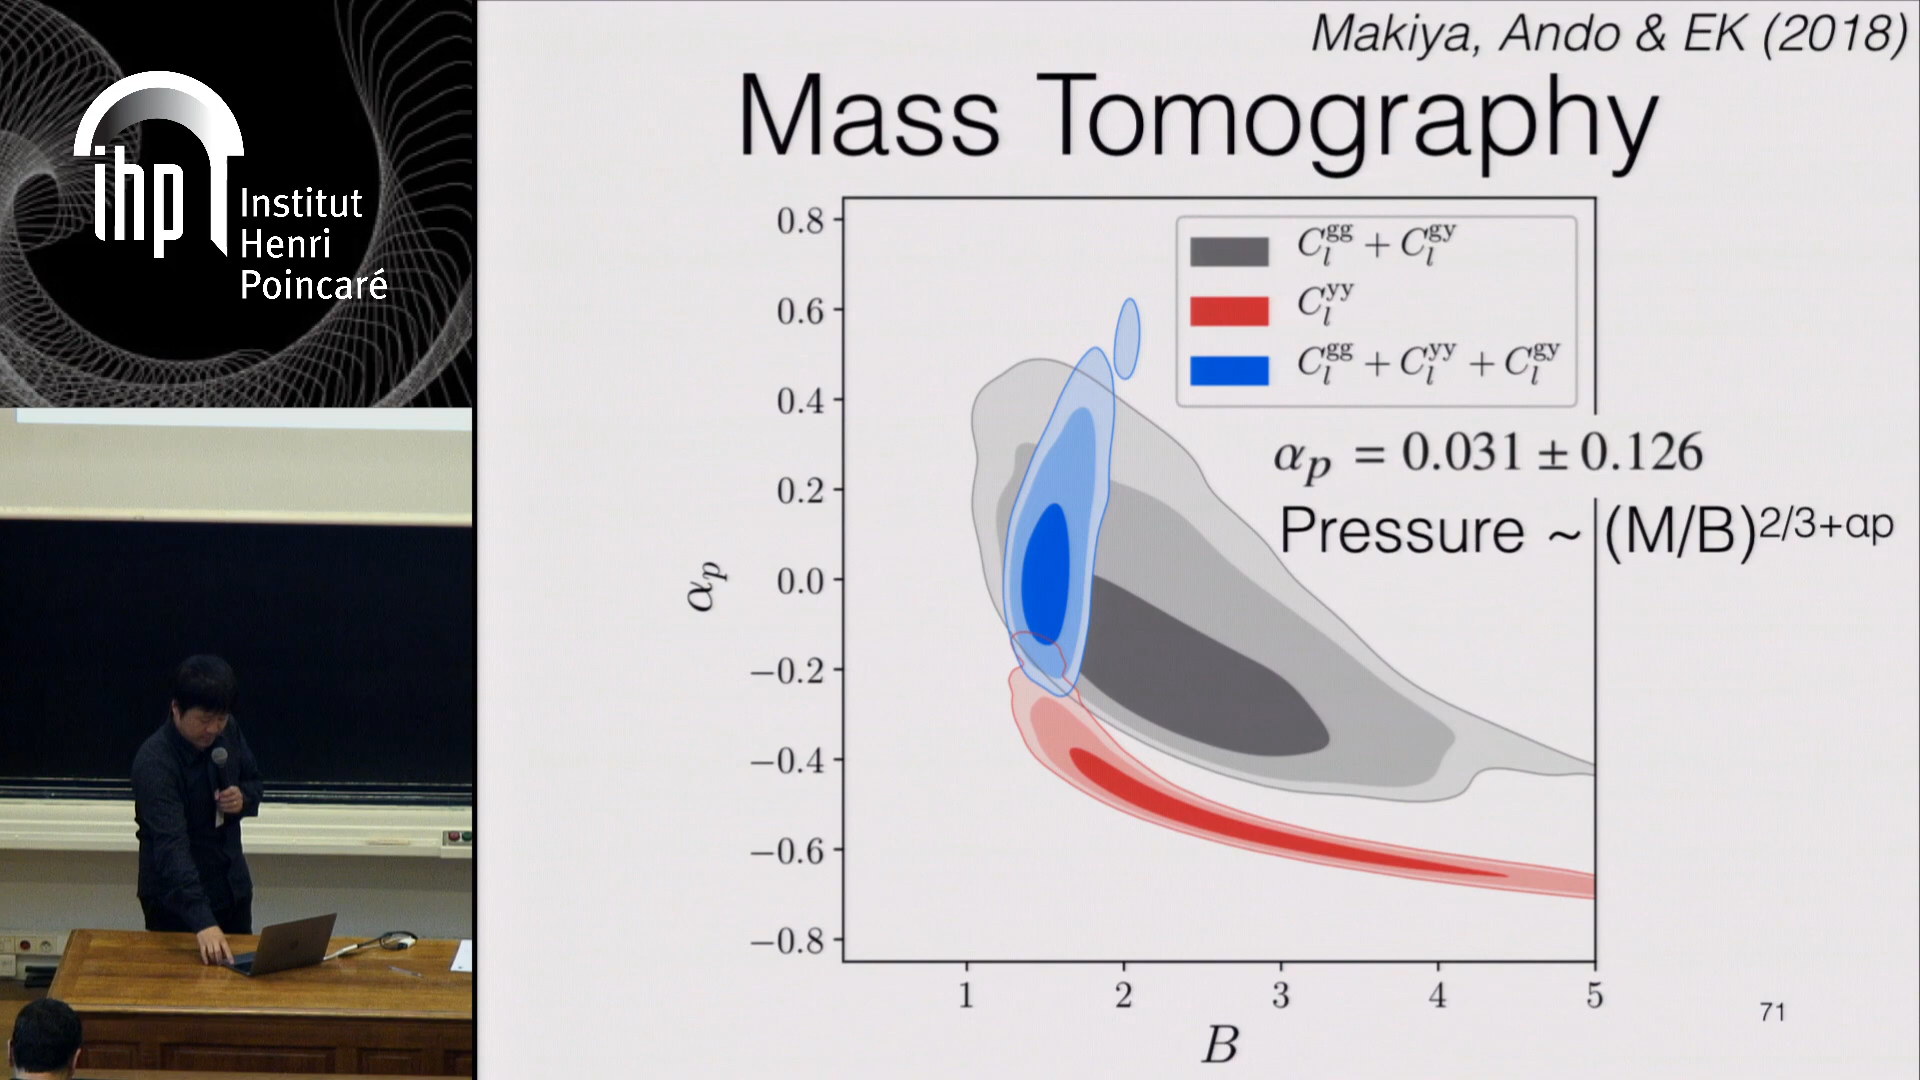 ihp
Institut
Henri
Poincaré
Makiya, Ando & EK (2018)
Mass Tomography
C_l^gg + C_l^gy
C_l^yy
C_l^gg + C_l^yy + C_l^gy
α_p = 0.031 ± 0.126
Pressure ~ (M/B)^2/3+αp
α_p
0.8
0.6
0.4
0.2
0.0
−0.2
−0.4
−0.6
−0.8
1 2 3 4 5
B
71